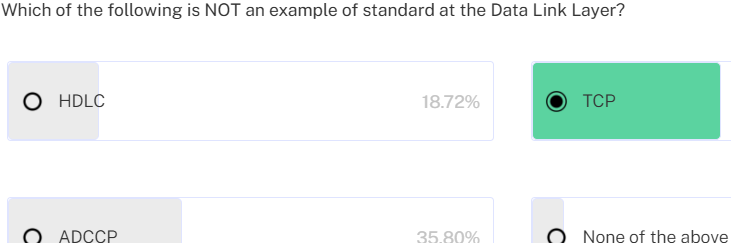 Which of the following is NOT an example of standard at the Data Link Layer?
HDLC 18.72% TCP
ADCCP 35.80% None of the above